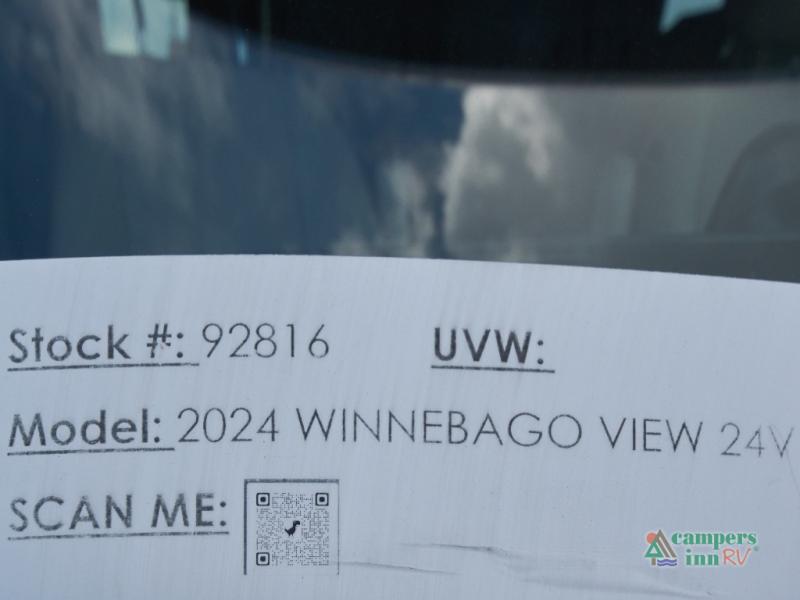 Stock #: 92816 UVW:
Model: 2024 WINNEBAGO VIEW 24V
SCAN ME:
campers
inn RV